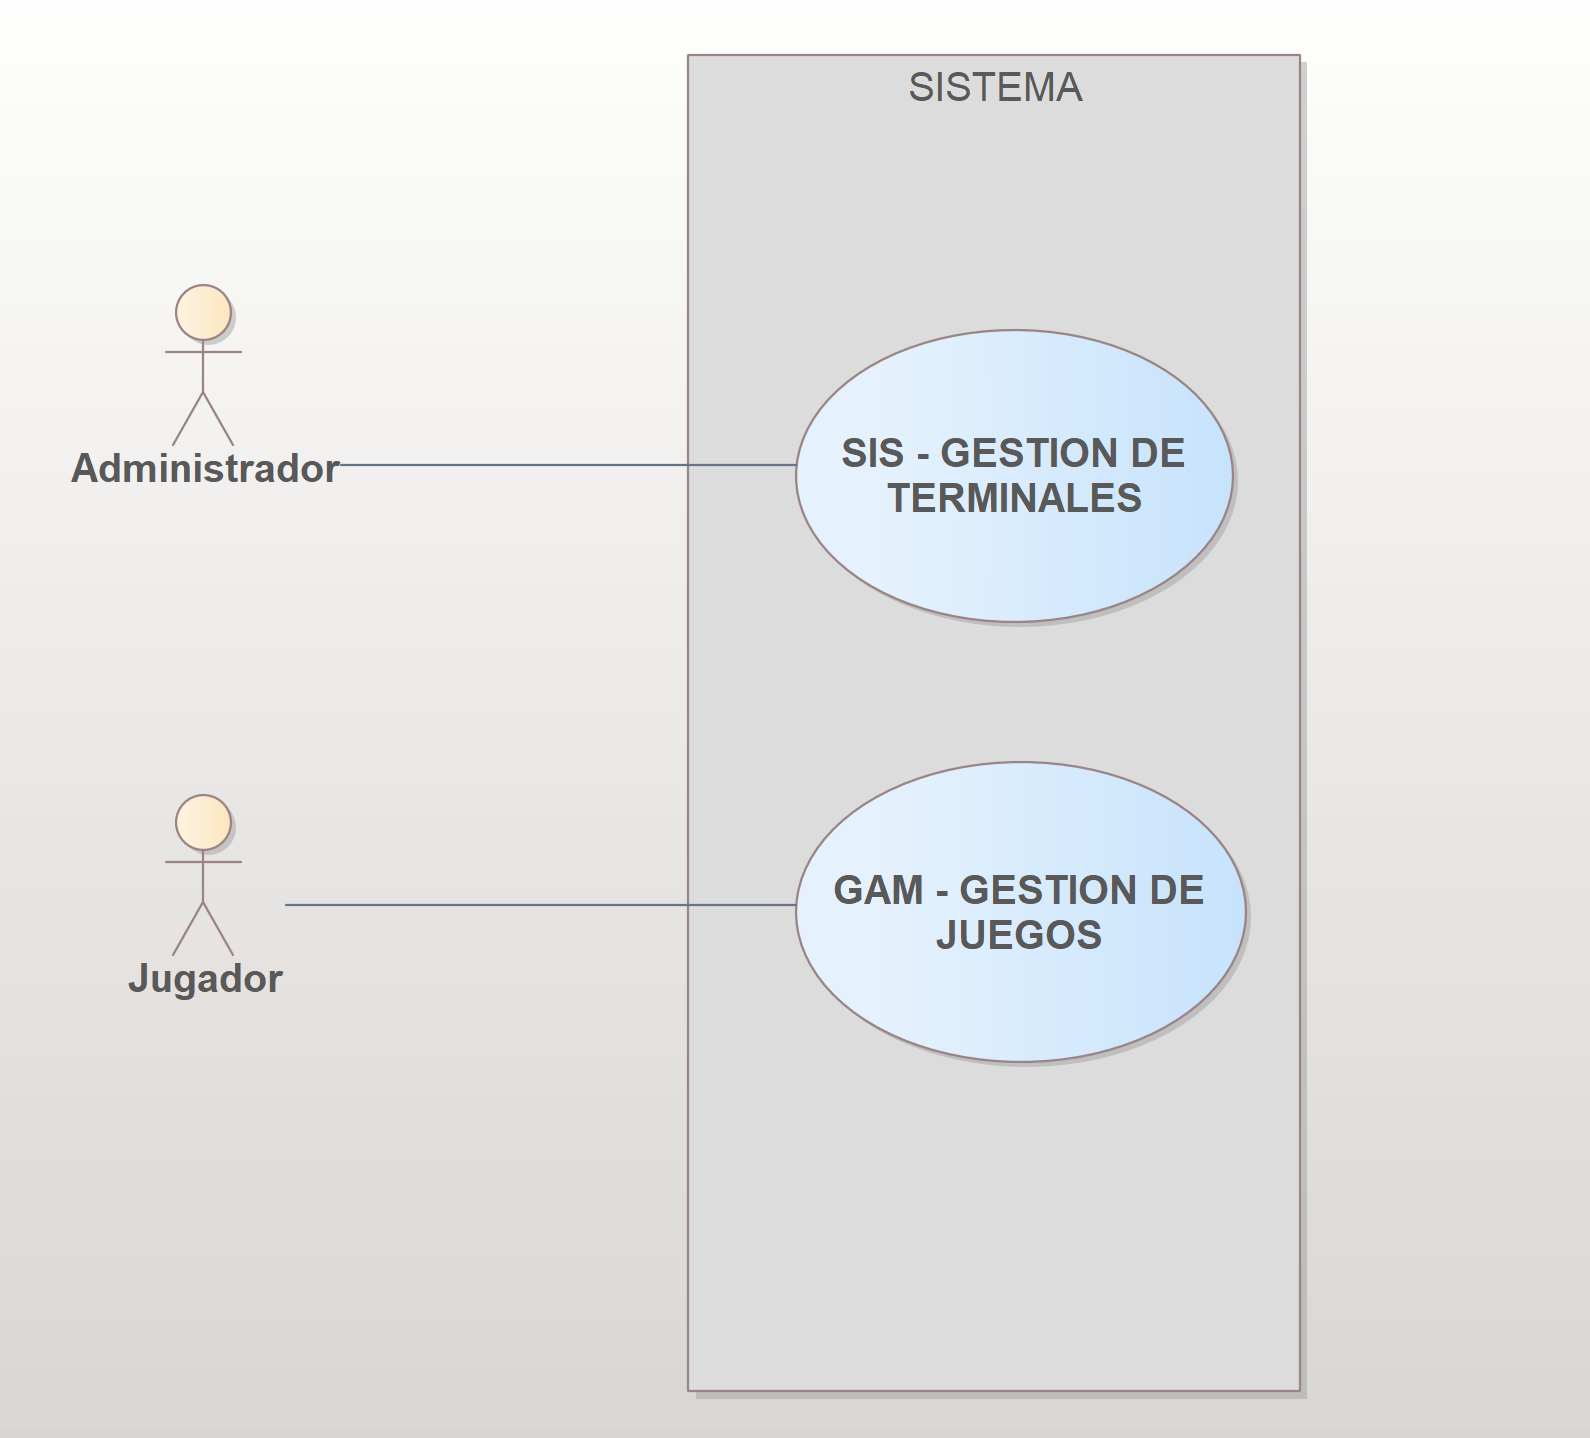 SISTEMA
Administrador
SIS - GESTION DE
TERMINALES
Jugador
GAM - GESTION DE
JUEGOS